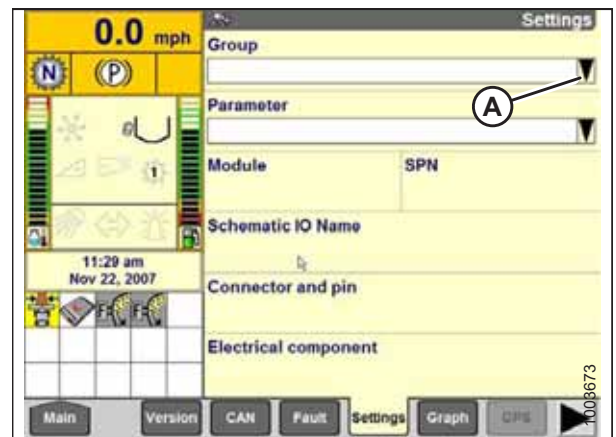 0.0 mph
Settings
Group
N
(P)
A
Parameter
Module
SPN
1
Schematic IO Name
11:29 am
Nov 22, 2007
Connector and pin
Electrical component
1003673
Main
Version
CAN
Fault
Settings
Graph
GPS